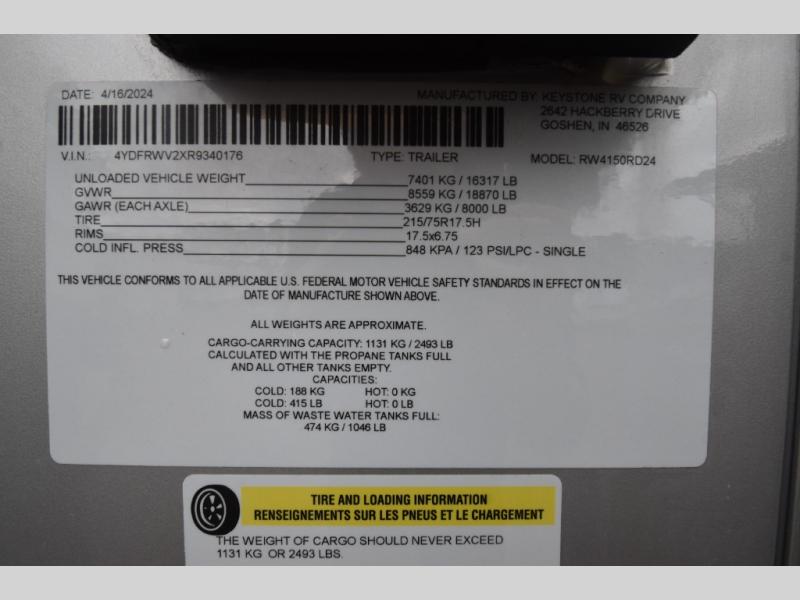 DATE: 4/16/2024 MANUFACTURED BY: KEYSTONE RV COMPANY
2642 HACKBERRY DRIVE
GOSHEN, IN 46526
V.I.N.: 4YDFRWV2XR9340176 TYPE: TRAILER MODEL: RW4150RD24
UNLOADED VEHICLE WEIGHT 7401 KG / 16317 LB
GVWR 8559 KG / 18870 LB
GAWR (EACH AXLE) 3629 KG / 8000 LB
TIRE 215/75R17.5H
RIMS 17.5x6.75
COLD INFL. PRESS 848 KPA / 123 PSI/LPC - SINGLE
THIS VEHICLE CONFORMS TO ALL APPLICABLE U.S. FEDERAL MOTOR VEHICLE SAFETY STANDARDS IN EFFECT ON THE
DATE OF MANUFACTURE SHOWN ABOVE.
ALL WEIGHTS ARE APPROXIMATE.
CARGO-CARRYING CAPACITY: 1131 KG / 2493 LB
CALCULATED WITH THE PROPANE TANKS FULL
AND ALL OTHER TANKS EMPTY.
CAPACITIES:
COLD: 188 KG HOT: 0 KG
COLD: 415 LB HOT: 0 LB
MASS OF WASTE WATER TANKS FULL:
474 KG / 1046 LB
TIRE AND LOADING INFORMATION
RENSEIGNEMENTS SUR LES PNEUS ET LE CHARGEMENT
THE WEIGHT OF CARGO SHOULD NEVER EXCEED
1131 KG OR 2493 LBS.